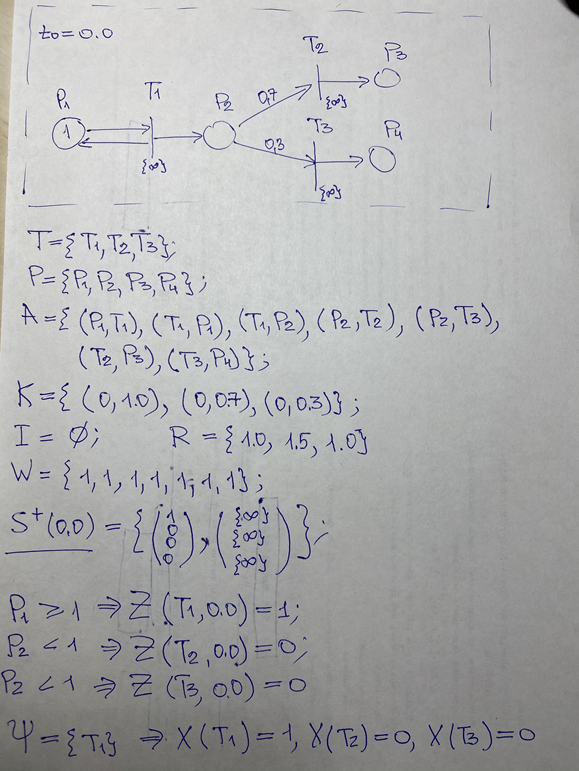 t₀=0.0
T₂ P₃
P₁ T₁ P₂ 0,7 {∞}
1 T₃ P₄
{∞} 0,3 {∞}
T={T₁,T₂,T₃};
P={P₁,P₂,P₃,P₄};
A={(P₁,T₁), (T₁,P₁), (T₁,P₂), (P₂,T₂), (P₂,T₃),
(T₂,P₃), (T₃,P₄)};
K={(0,1.0), (0,0.7), (0,0.3)};
I = ∅; R = {1.0, 1.5, 1.0}
W = {1,1,1,1,1,1,1};
S⁺(0,0) = {(1 0 0 0), ({∞} {∞} {∞})};
P₁ ⩾ 1 ⇒ Z(T₁,0.0)=1;
P₂ < 1 ⇒ Z(T₂,0.0)=0;
P₂ < 1 ⇒ Z(T₃,0.0)=0
Ψ={T₁} ⇒ X(T₁)=1, X(T₂)=0, X(T₃)=0